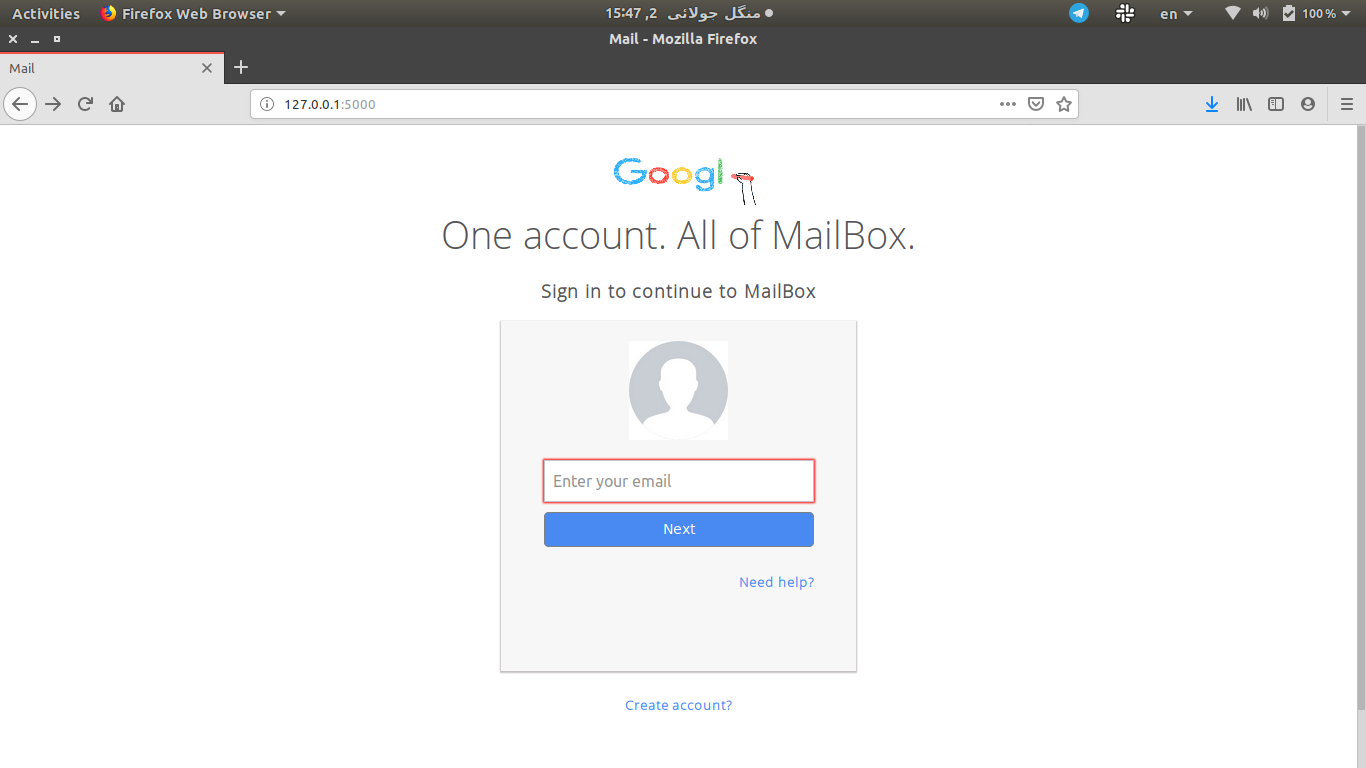 Activities Firefox Web Browser منگل جولائی 2, 15:47 en 100%
Mail - Mozilla Firefox
Mail
127.0.0.1:5000
Googl
One account. All of MailBox.
Sign in to continue to MailBox
Enter your email
Next
Need help?
Create account?